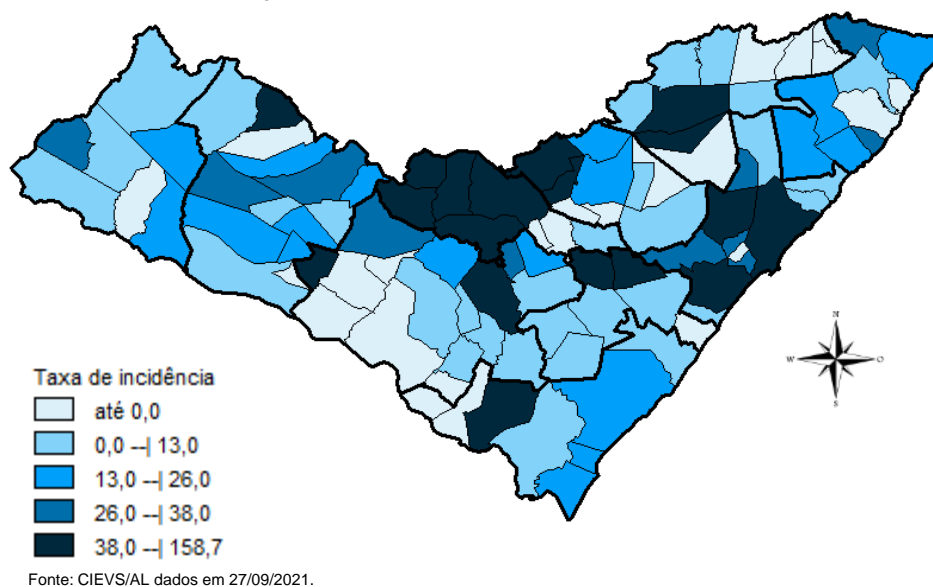 N
W
O
S
Taxa de incidência
até 0,0
0,0 --| 13,0
13,0 --| 26,0
26,0 --| 38,0
38,0 --| 158,7
Fonte: CIEVS/AL dados em 27/09/2021.